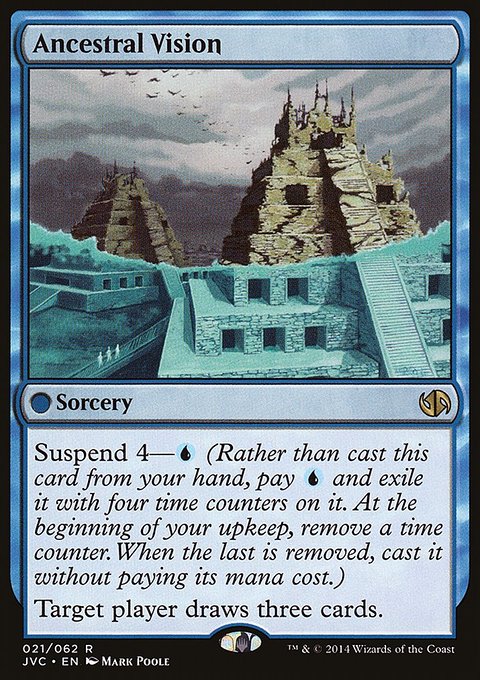 Ancestral Vision
Sorcery
Suspend 4— (Rather than cast this
card from your hand, pay and exile
it with four time counters on it. At the
beginning of your upkeep, remove a time
counter. When the last is removed, cast it
without paying its mana cost.)
Target player draws three cards.
021/062 R
JVC • EN Mark Poole
™ & © 2014 Wizards of the Coast